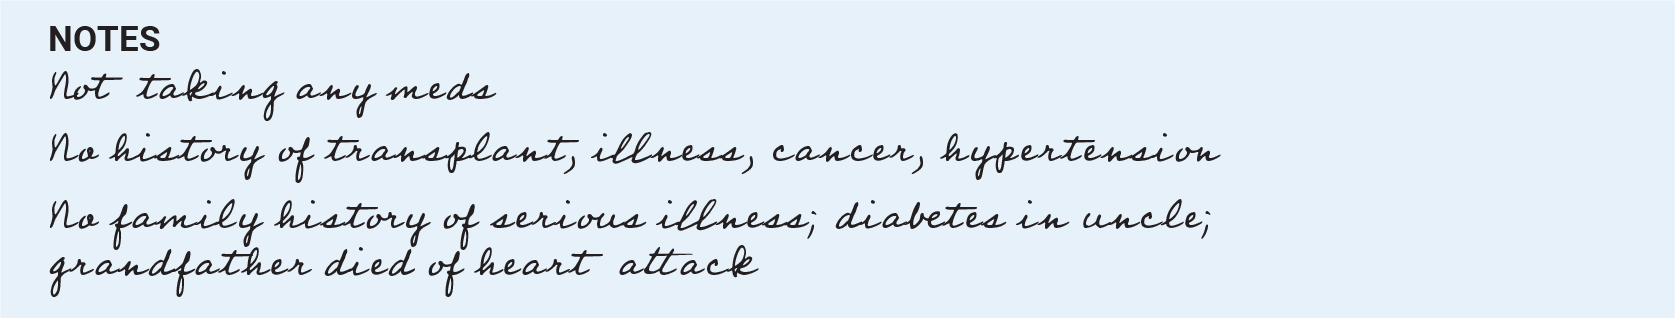 NOTES
Not taking any meds
No history of transplant, illness, cancer, hypertension
No family history of serious illness; diabetes in uncle;
grandfather died of heart attack